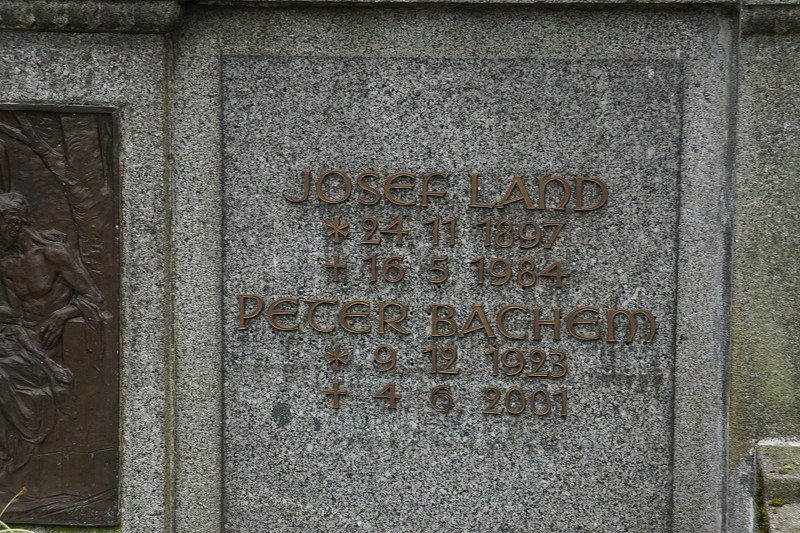 JOSEF LAND
* 24. 11. 1897
† 16. 5. 1984
PETER BACHEM
* 9. 12. 1923
† 4. 6. 2001